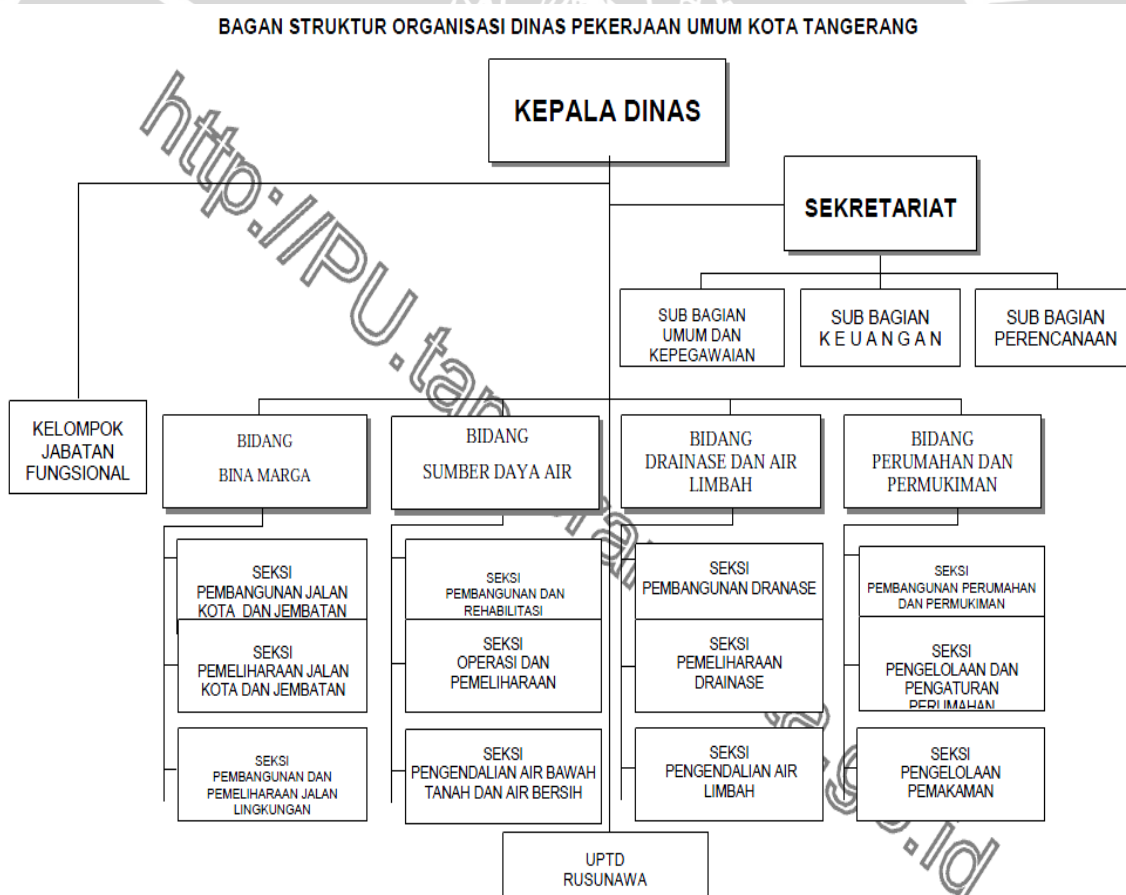 BAGAN STRUKTUR ORGANISASI DINAS PEKERJAAN UMUM KOTA TANGERANG
KEPALA DINAS
SEKRETARIAT
SUB BAGIAN
UMUM DAN
KEPEGAWAIAN
SUB BAGIAN
K E U A N G A N
SUB BAGIAN
PERENCANAAN
KELOMPOK
JABATAN
FUNGSIONAL
BIDANG
BINA MARGA
BIDANG
SUMBER DAYA AIR
BIDANG
DRAINASE DAN AIR
LIMBAH
BIDANG
PERUMAHAN DAN
PERMUKIMAN
SEKSI
PEMBANGUNAN JALAN
KOTA DAN JEMBATAN
SEKSI
PEMELIHARAAN JALAN
KOTA DAN JEMBATAN
SEKSI
PEMBANGUNAN DAN
PEMELIHARAAN JALAN
LINGKUNGAN
SEKSI
PEMBANGUNAN DAN
REHABILITASI
SEKSI
OPERASI DAN
PEMELIHARAAN
SEKSI
PENGENDALIAN AIR BAWAH
TANAH DAN AIR BERSIH
SEKSI
PEMBANGUNAN DRANASE
SEKSI
PEMELIHARAAN
DRAINASE
SEKSI
PENGENDALIAN AIR
LIMBAH
SEKSI
PEMBANGUNAN PERUMAHAN
DAN PERMUKIMAN
SEKSI
PENGELOLAAN DAN
PENGATURAN
PERUMAHAN
SEKSI
PENGELOLAAN
PEMAKAMAN
UPTD
RUSUNAWA